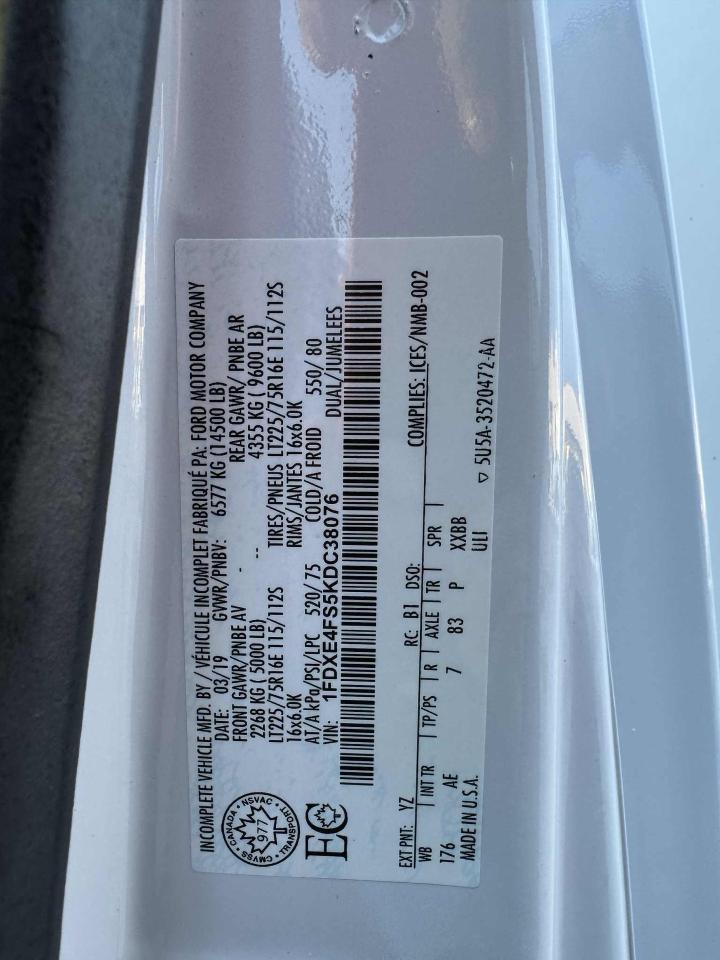 INCOMPLETE VEHICLE MFD. BY / VÉHICULE INCOMPLET FABRIQUÉ PA: FORD MOTOR COMPANY
DATE: 03/19 GVWR/PNBV: 6577 KG (14500 LB)
FRONT GAWR/PNBE AV - REAR GAWR/ PNBE AR
2268 KG ( 5000 LB) -- 4355 KG ( 9600 LB)
LT225/75R16E 115/112S TIRES/PNEUS LT225/75R16E 115/112S
16x6.0K RIMS/JANTES 16x6.0K
AT/A kPa/PSI/LPC 520/ 75 COLD/A FROID 550/ 80
VIN: 1FDXE4FS5KDC38076 DUAL/JUMELEES
CANADA • NSVAC • TRANSPORT • CMVSS •
977
EC
EXT PNT: YZ RC: B1 DSO: COMPLIES: ICES/NMB-002
WB INT TR TP/PS R AXLE TR SPR
176 AE 7 83 P XXBB
MADE IN U.S.A. ULI
▽ 5U5A-3520472-AA